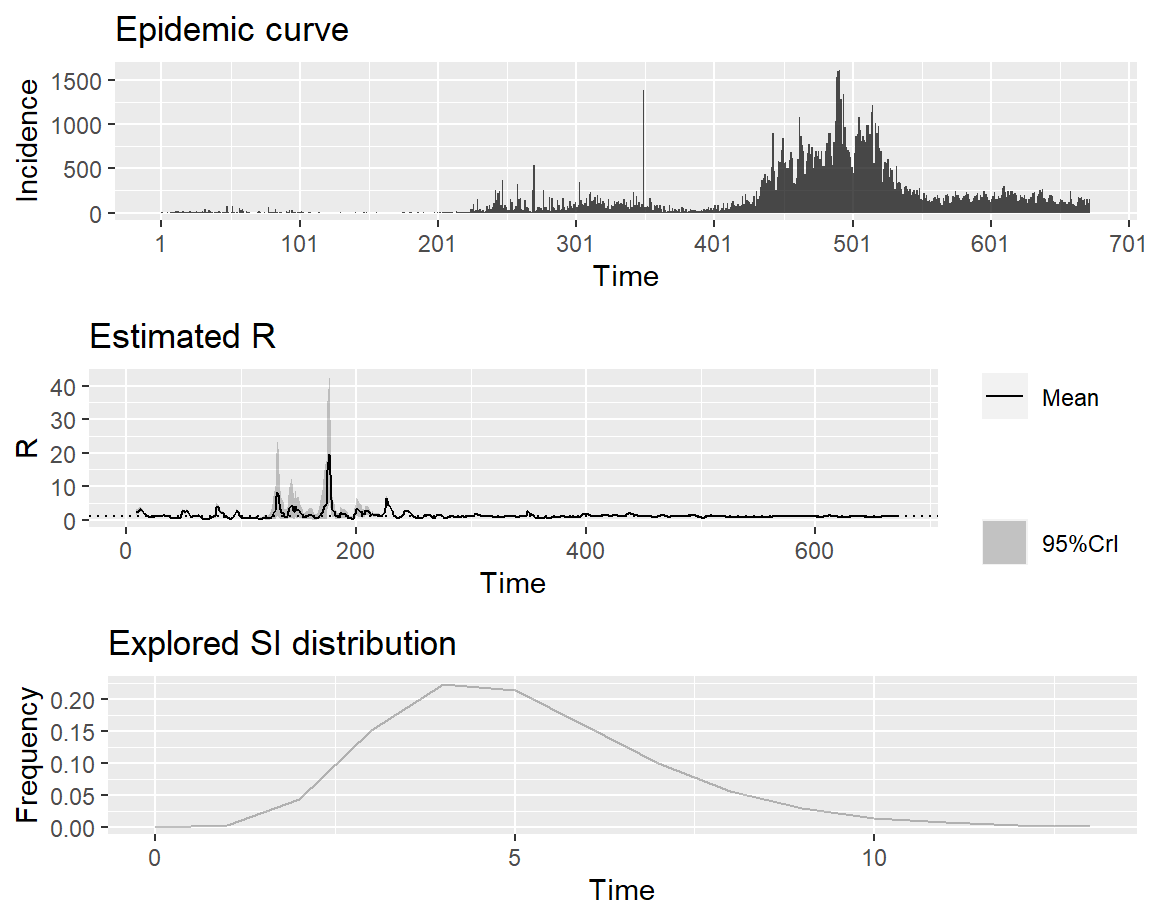 Epidemic curve
Incidence
1500
1000
500
0
1 101 201 301 401 501 601 701
Time
Estimated R
R
40
30
20
10
0
0 200 400 600
Time
Mean
95%CrI
Explored SI distribution
Frequency
0.20
0.15
0.10
0.05
0.00
0 5 10
Time